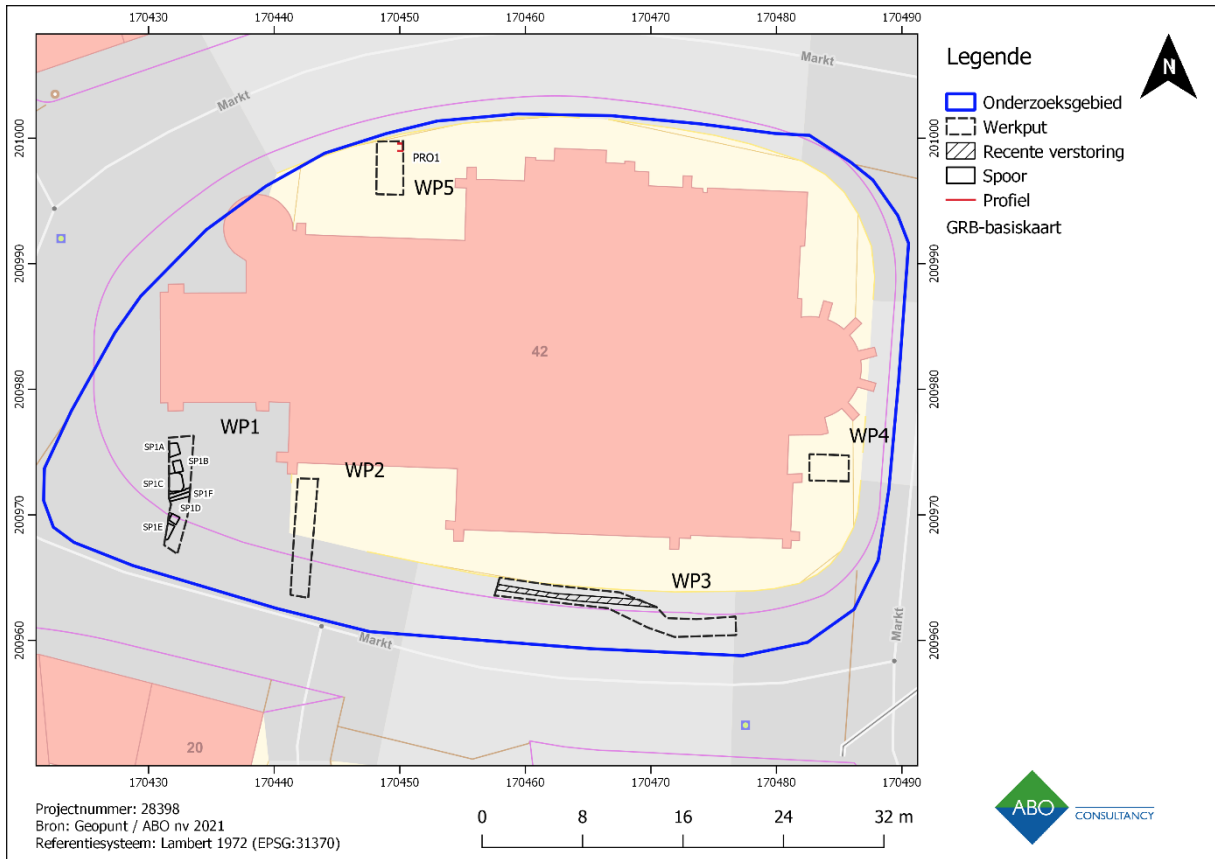 170430 170440 170450 170460 170470 170480 170490
Legende
N
Onderzoeksgebied
Werkput
Recente verstoring
Spoor
Profiel
GRB-basiskaart
Markt
Markt
201000
201000
PRO1
WP5
200990
200990
42
200980
200980
WP1
SP1A
SP1B
SP1C
SP1F
SP1D
SP1E
WP2
WP4
200970
200970
WP3
200960
200960
Markt
Markt
20
170430 170440 170450 170460 170470 170480 170490
Projectnummer: 28398
Bron: Geopunt / ABO nv 2021
Referentiesysteem: Lambert 1972 (EPSG:31370)
0 8 16 24 32 m
ABO
CONSULTANCY